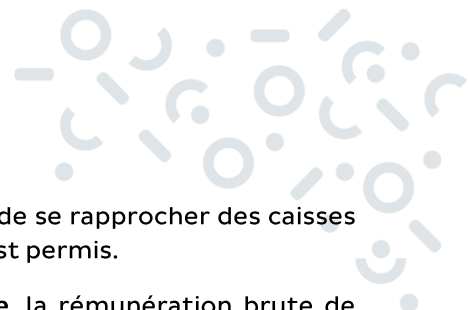 de se rapprocher des caisses
st permis.
e, la rémunération brute de